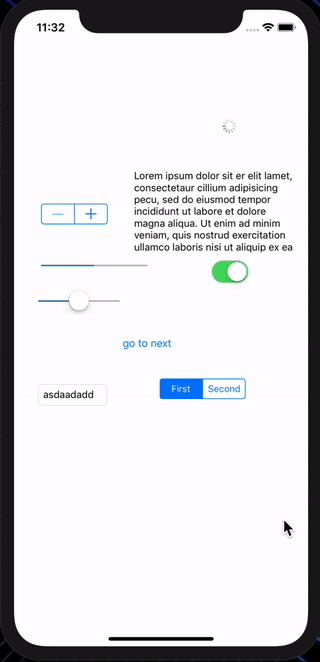 11:32
Lorem ipsum dolor sit er elit lamet,
consectetaur cillium adipisicing
pecu, sed do eiusmod tempor
incididunt ut labore et dolore
magna aliqua. Ut enim ad minim
veniam, quis nostrud exercitation
ullamco laboris nisi ut aliquip ex ea
go to next
First Second
asdaadadd